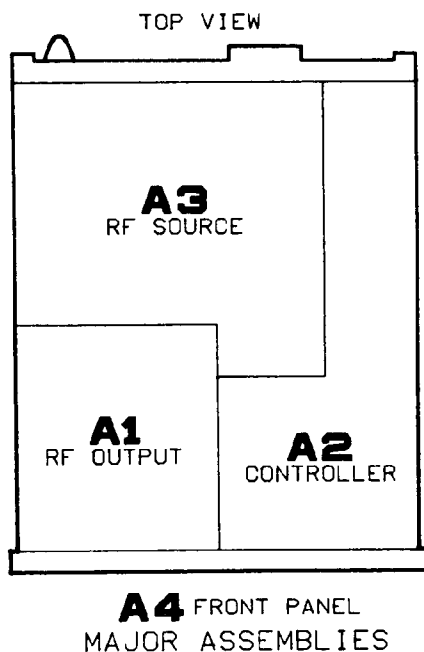 TOP VIEW
A3
RF SOURCE
A1
RF OUTPUT
A2
CONTROLLER
A4 FRONT PANEL
MAJOR ASSEMBLIES